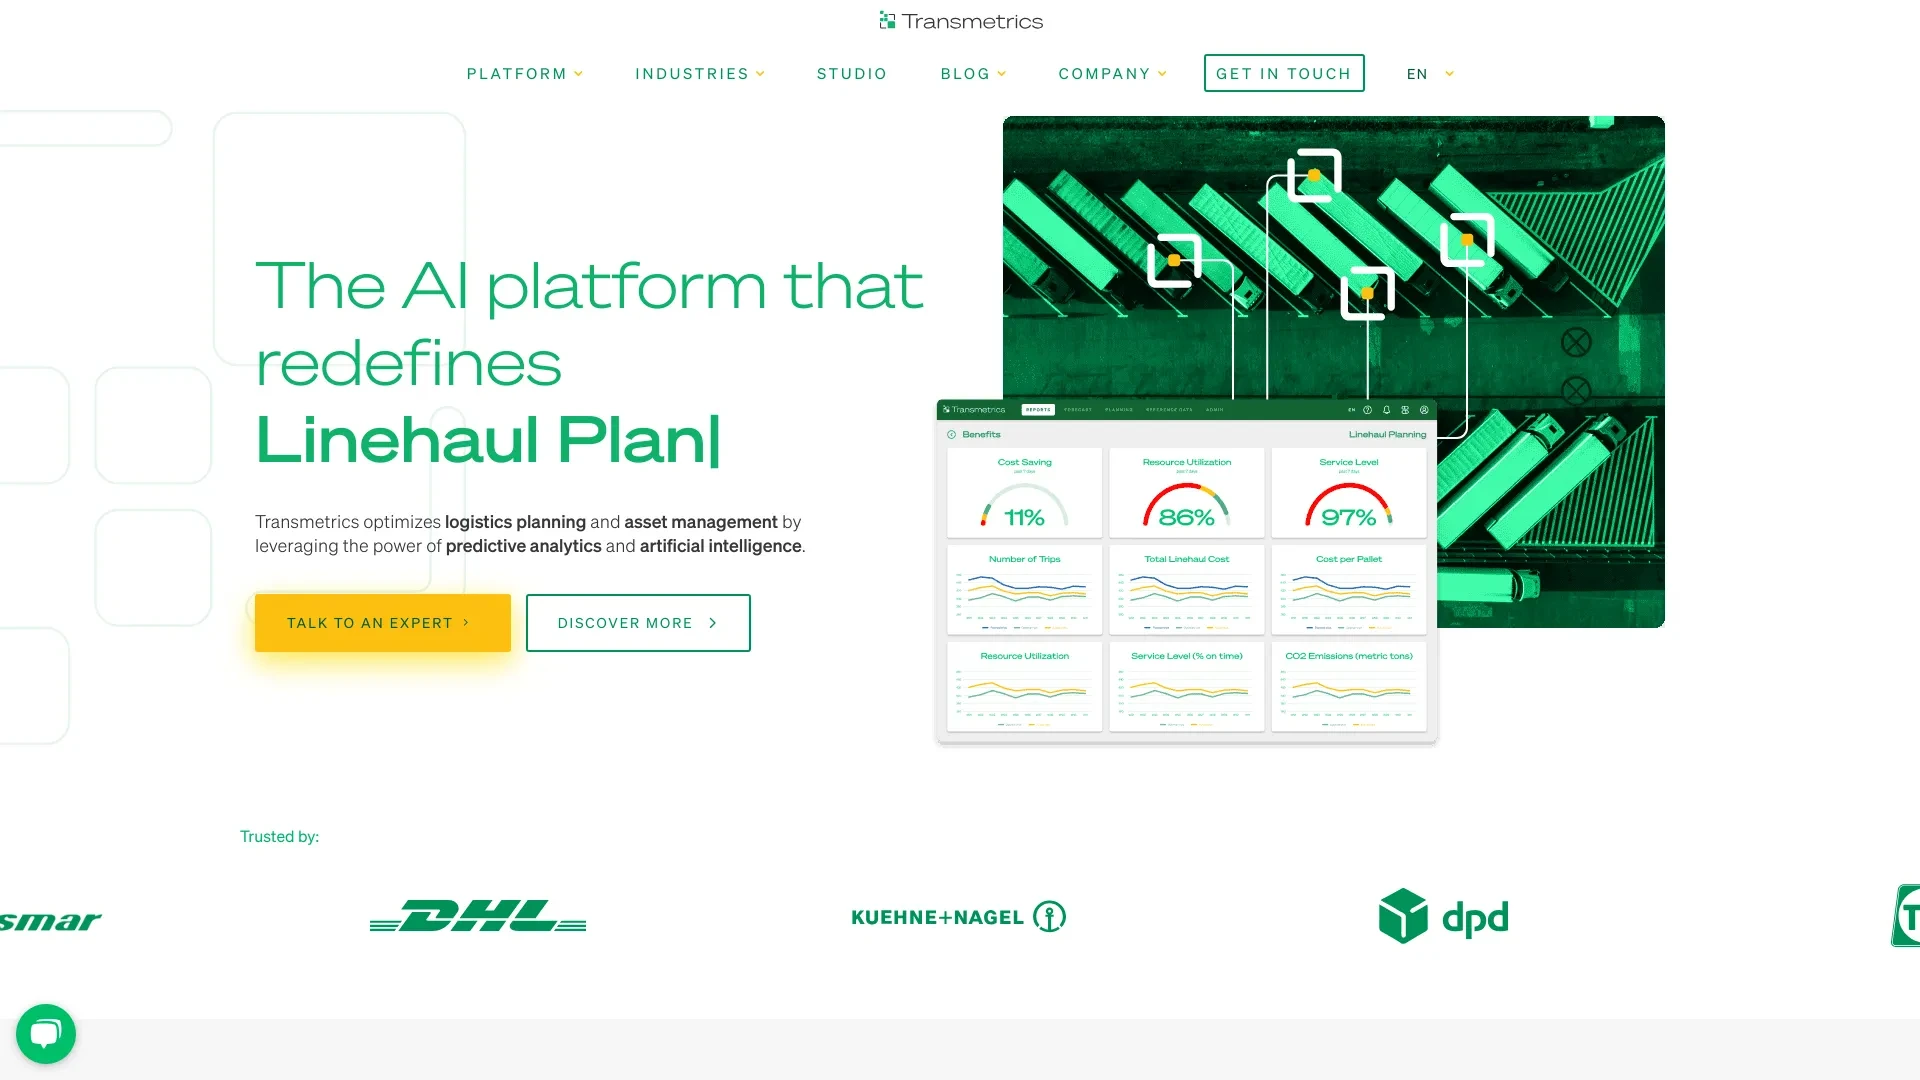 Transmetrics
PLATFORM
INDUSTRIES
STUDIO
BLOG
COMPANY
GET IN TOUCH
EN
The AI platform that
redefines
Linehaul Plan|
Transmetrics optimizes logistics planning and asset management by
leveraging the power of predictive analytics and artificial intelligence.
TALK TO AN EXPERT
DISCOVER MORE
Transmetrics
REPORTS
FORECAST
PLANNING
REFERENCE DATA
ADMIN
EN
Benefits
Linehaul Planning
Cost Saving
11%
Resource Utilization
86%
Service Level
97%
Number of Trips
Total Linehaul Cost
Cost per Pallet
Resource Utilization
Service Level (% on time)
CO2 Emissions (metric tons)
Trusted by:
smar
DHL
KUEHNE+NAGEL
dpd
T